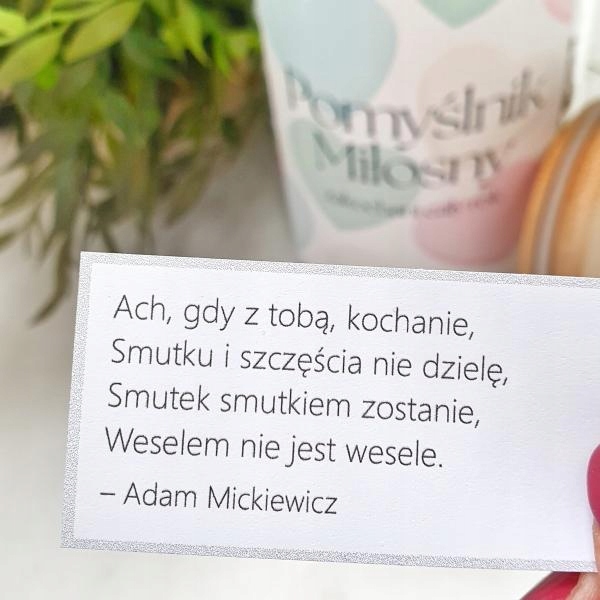 Pomyślnik
Miłosny
Ach, gdy z tobą, kochanie,
Smutku i szczęścia nie dzielę,
Smutek smutkiem zostanie,
Weselem nie jest wesele.
– Adam Mickiewicz